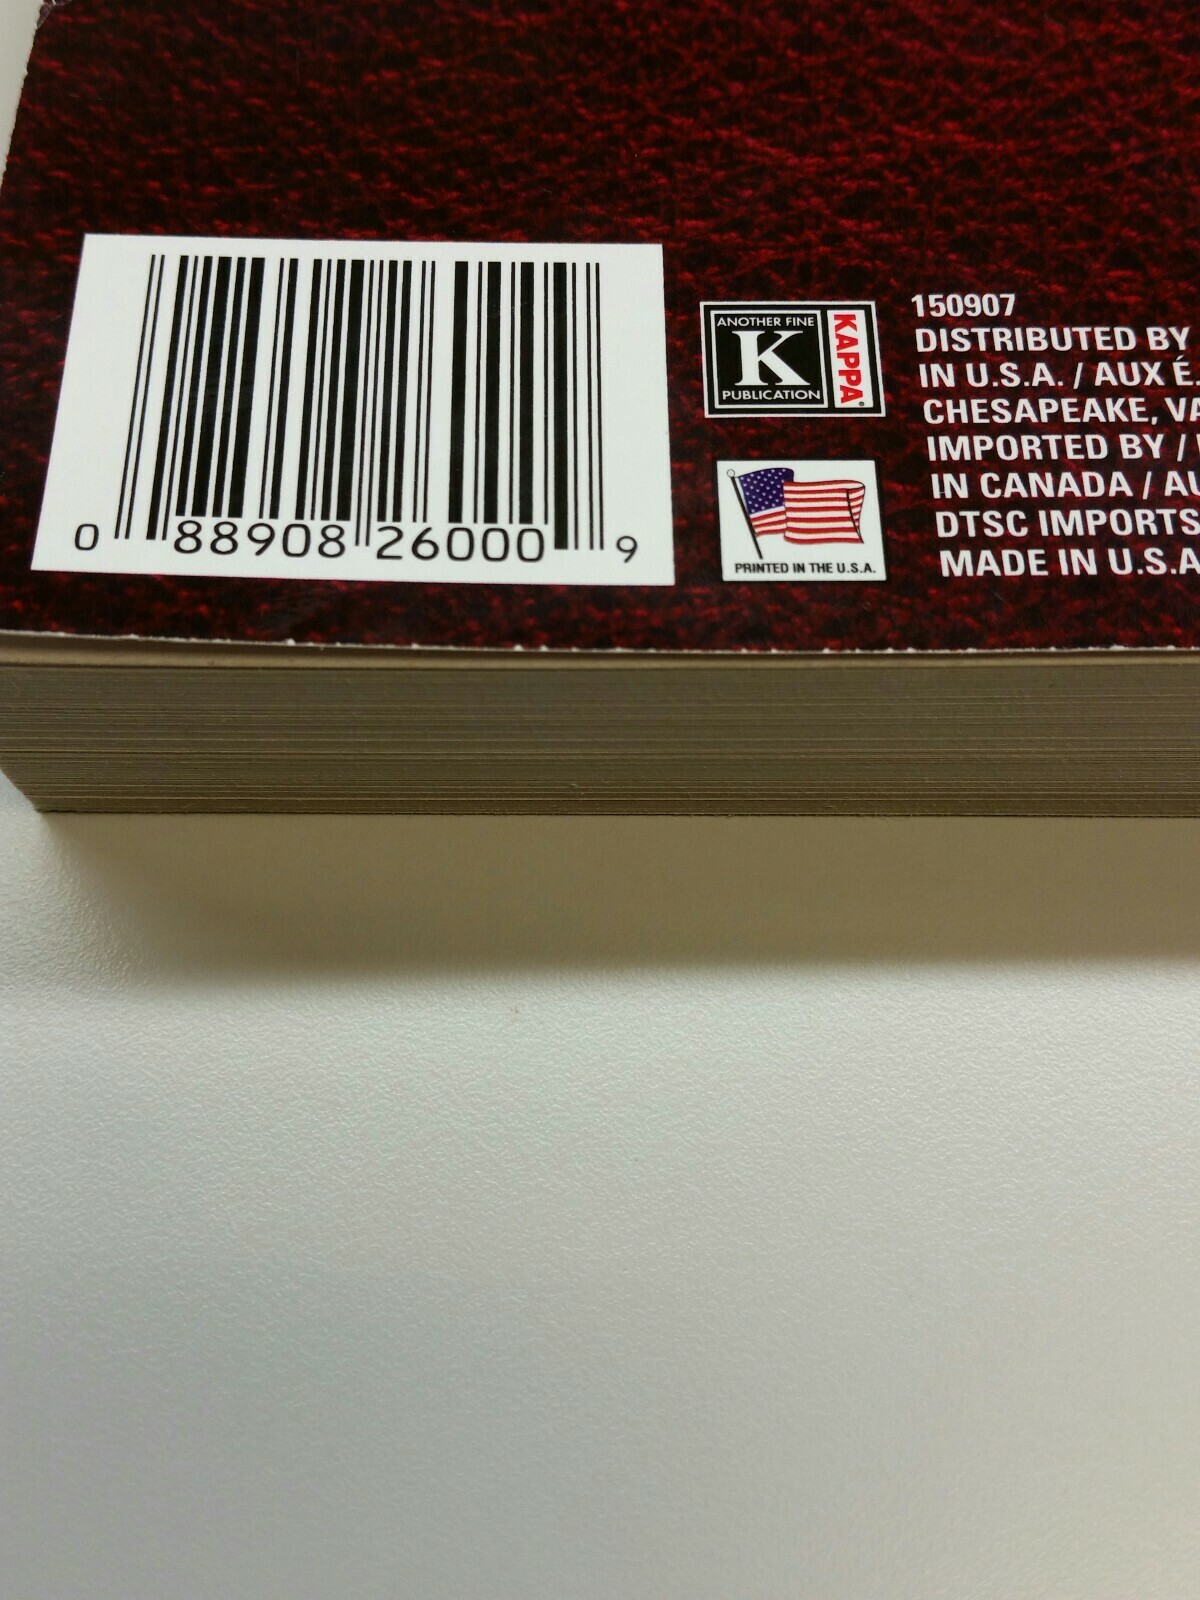 0 88908 26000 9
ANOTHER FINE
K
PUBLICATION
KAPPA
PRINTED IN THE U.S.A.
150907
DISTRIBUTED BY
IN U.S.A. / AUX É.
CHESAPEAKE, VA
IMPORTED BY /
IN CANADA / AU
DTSC IMPORTS
MADE IN U.S.A